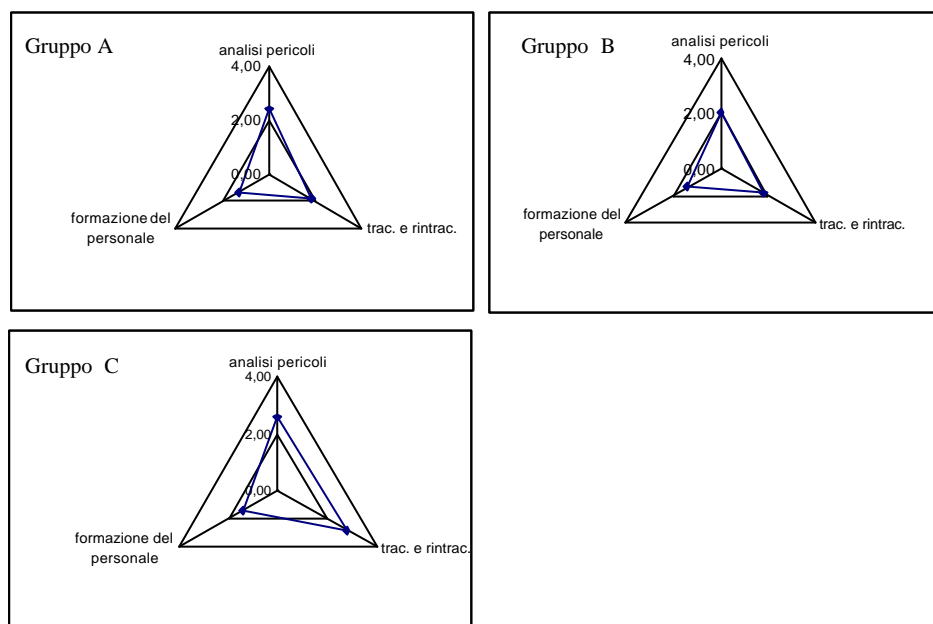 Gruppo A
analisi pericoli
4,00
2,00
0,00
formazione del
personale
trac. e rintrac.
Gruppo B
analisi pericoli
4,00
2,00
0,00
formazione del
personale
trac. e rintrac.
Gruppo C
analisi pericoli
4,00
2,00
0,00
formazione del
personale
trac. e rintrac.